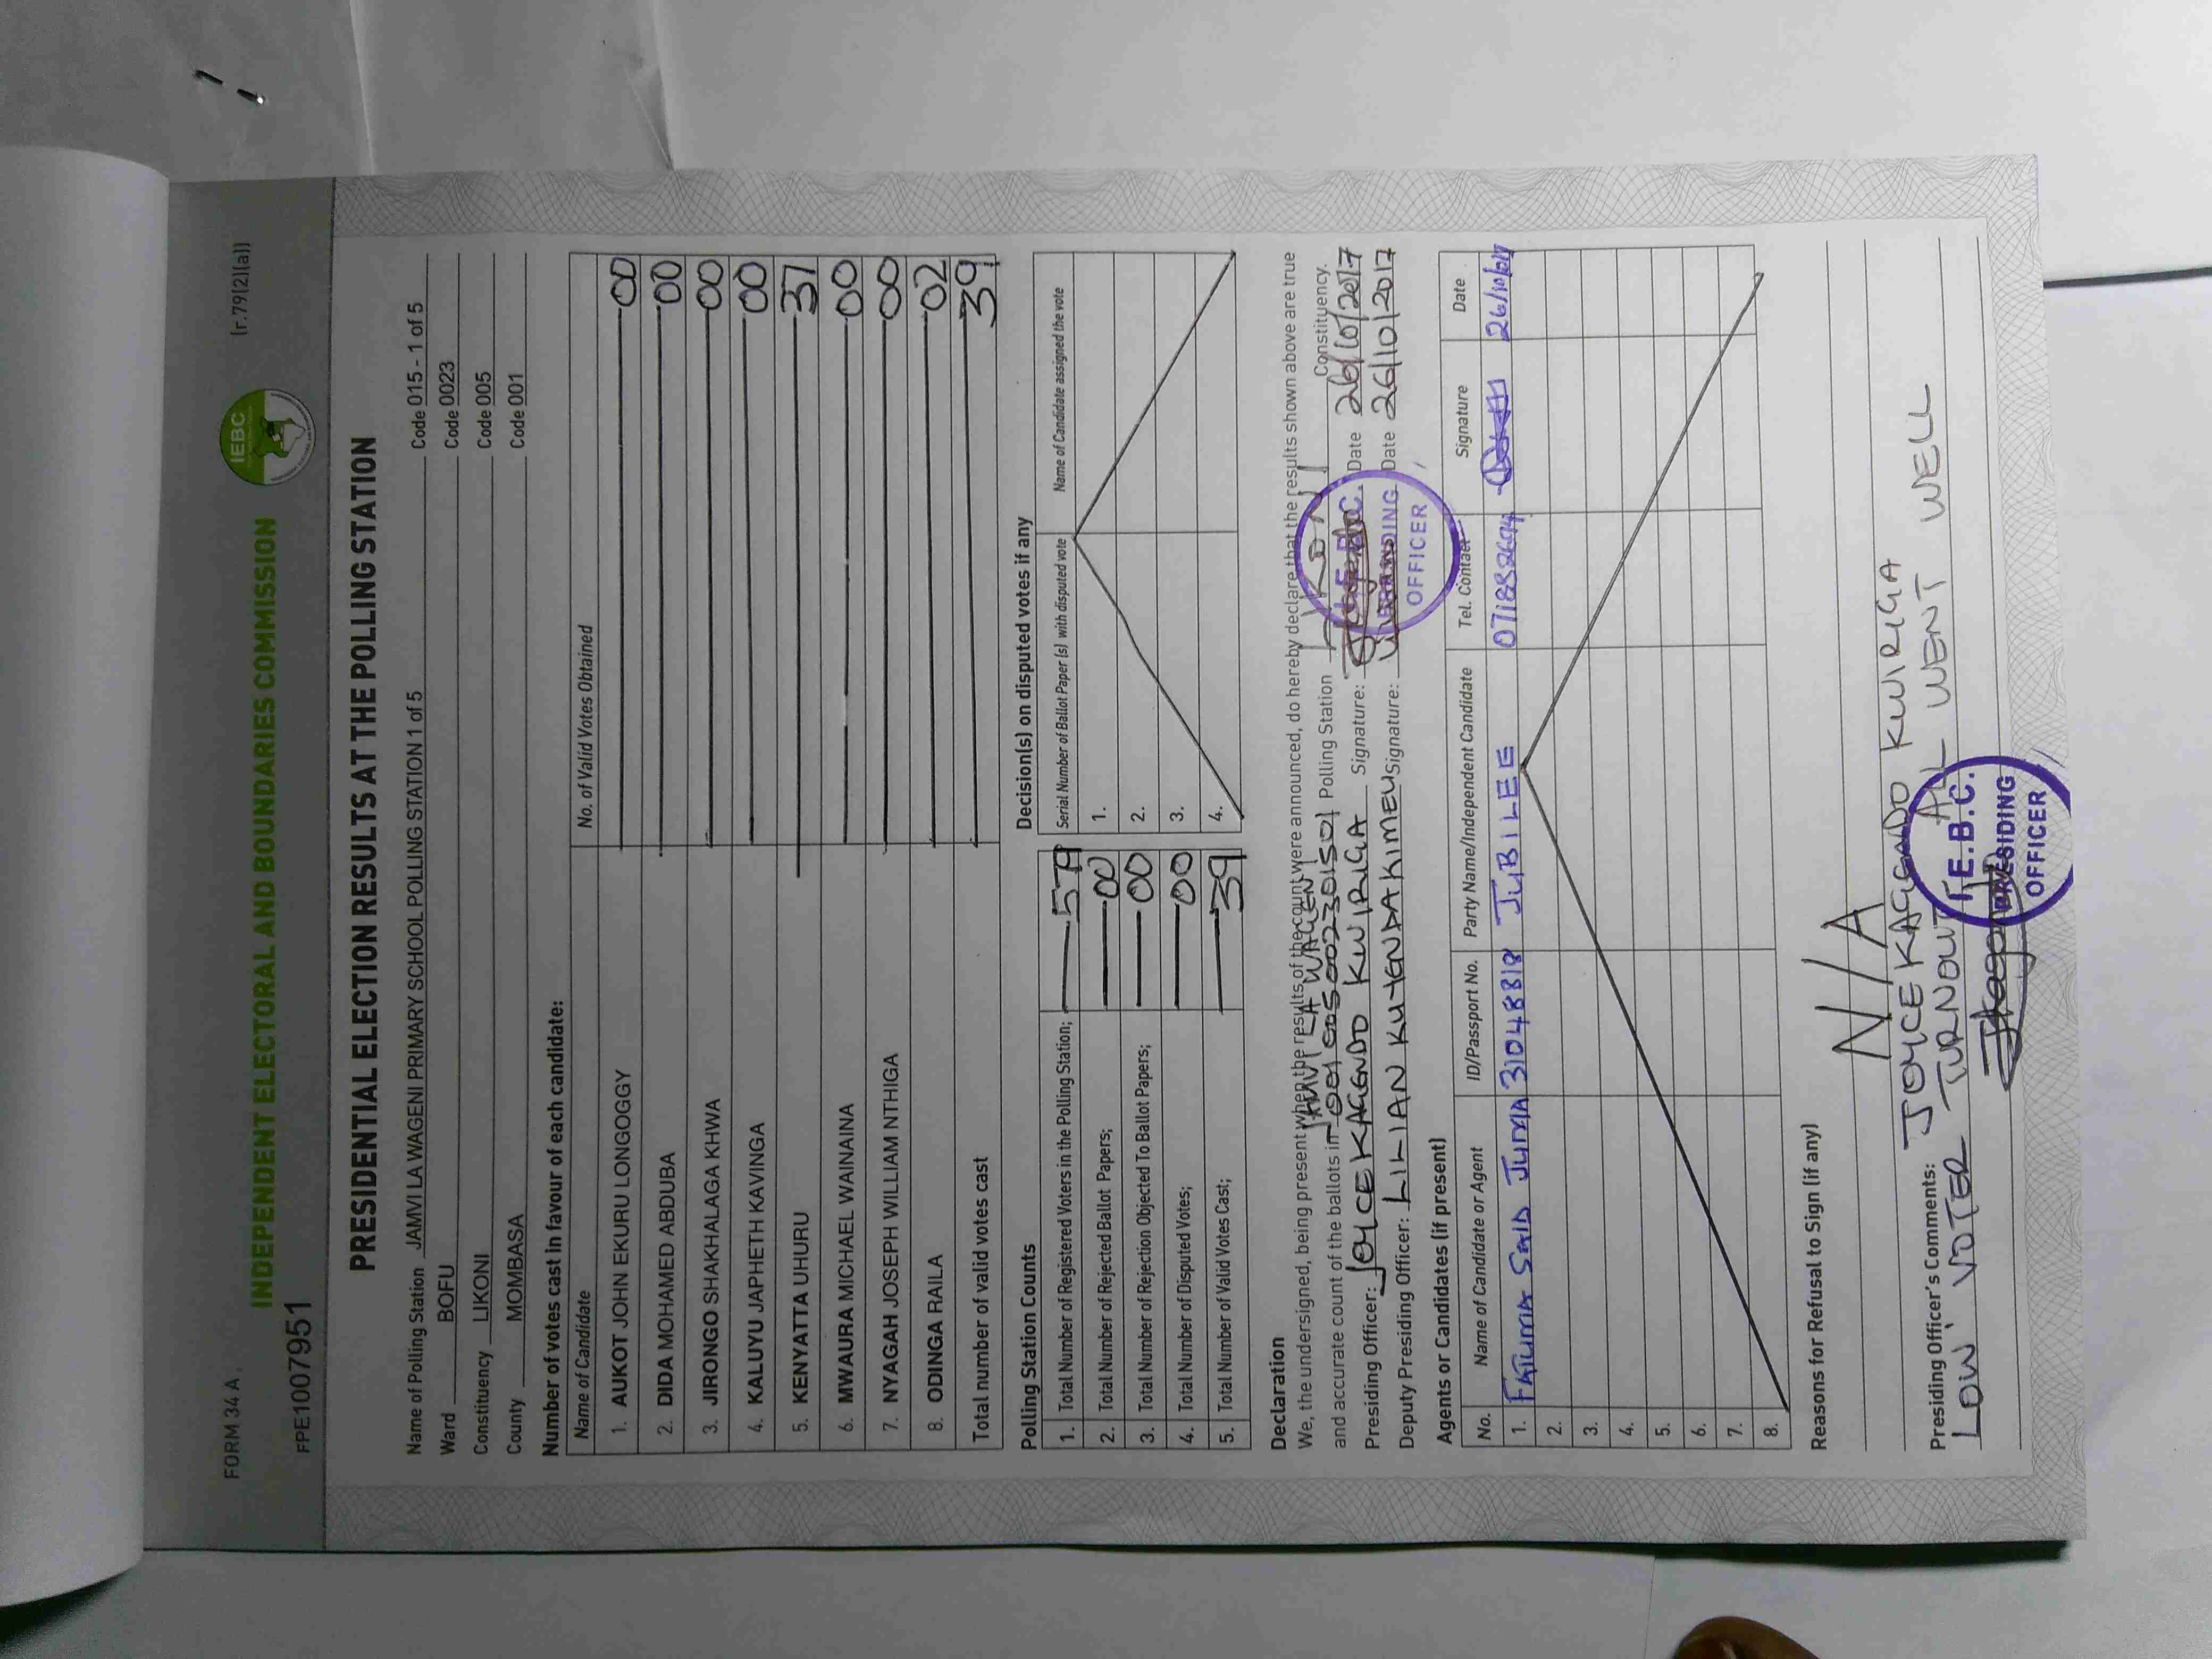 FORM 34 A
(r.79(2)(a))
IEBC
INDEPENDENT ELECTORAL AND BOUNDARIES COMMISSION
FPE1007951
PRESIDENTIAL ELECTION RESULTS AT THE POLLING STATION
Name of Polling Station JAMVI LA WAGENI PRIMARY SCHOOL POLLING STATION 1 of 5 Code 015 - 1 of 5
Ward BOFU Code 0023
Constituency LIKONI Code 005
County MOMBASA Code 001
Number of votes cast in favour of each candidate:
Name of Candidate No. of Valid Votes Obtained
1. AUKOT JOHN EKURU LONGOGGY 00
2. DIDA MOHAMED ABDUBA 00
3. JIRONGO SHAKHALAGA KHWA 00
4. KALUYU JAPHETH KAVINGA 00
5. KENYATTA UHURU 37
6. MWAURA MICHAEL WAINAINA 00
7. NYAGAH JOSEPH WILLIAM NTHIGA 00
8. ODINGA RAILA 02
Total number of valid votes cast 39
Polling Station Counts
1. Total Number of Registered Voters in the Polling Station; 579
2. Total Number of Rejected Ballot Papers; 00
3. Total Number of Rejection Objected To Ballot Papers; 00
4. Total Number of Disputed Votes; 00
5. Total Number of Valid Votes Cast; 39
Decision(s) on disputed votes if any
Serial Number of Ballot Paper (s) with disputed vote Name of Candidate assigned the vote
1.
2.
3.
4.
Declaration
We, the undersigned, being present when the results of the count were announced, do hereby declare that the results shown above are true
JAMVI LA WAGENI
and accurate count of the ballots in 001005002301501 Polling Station LIKONI Constituency.
Presiding Officer: JOYCE KAGENDO KWIRIGA Signature: Date 26/10/2017
Deputy Presiding Officer: LILIAN KUTENDA KIMEU Signature: Date 26/10/2017
I.E.B.C.
PRESIDING
OFFICER
Agents or Candidates (if present)
No. Name of Candidate or Agent ID/Passport No. Party Name/Independent Candidate Tel. Contact Signature Date
1. FATUMA SAID JUMA 31048818 JUBILEE 26/10/2017
2.
3.
4.
5.
6.
7.
8.
Reasons for Refusal to Sign (if any)
N/A
Presiding Officer's Comments: JOYCE KAGENDO KWIRIGA
LOW VOTER TURNOUT ALL WENT WELL
I.E.B.C.
PRESIDING
OFFICER